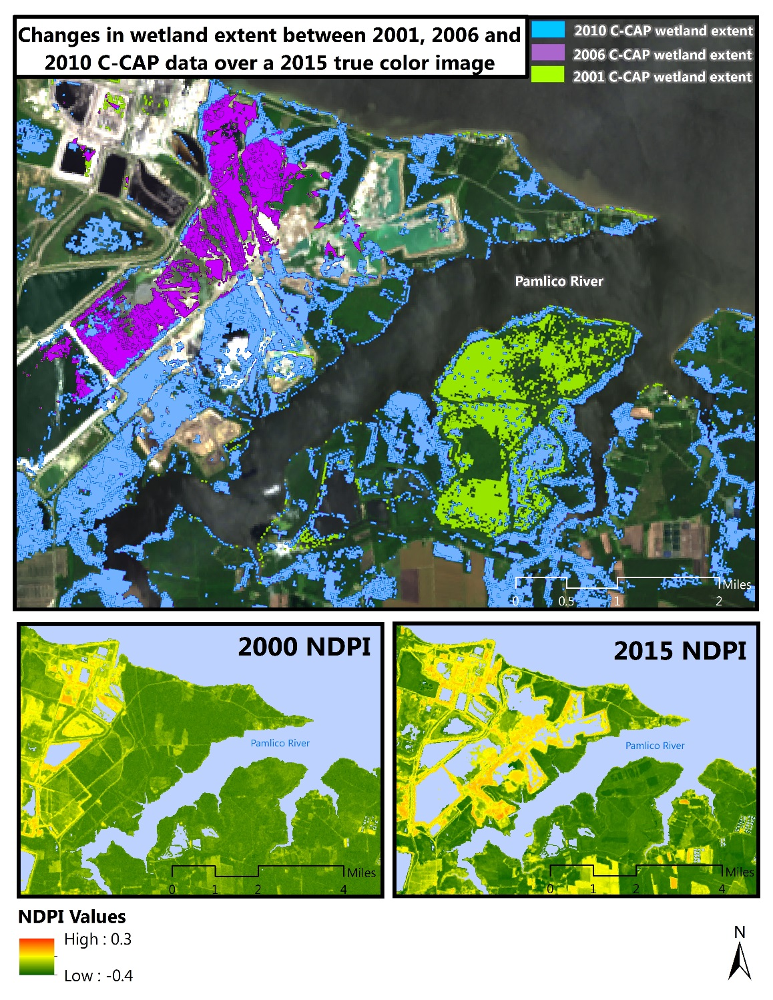 Changes in wetland extent between 2001, 2006 and
2010 C-CAP data over a 2015 true color image
2010 C-CAP wetland extent
2006 C-CAP wetland extent
2001 C-CAP wetland extent
Pamlico River
Miles
0 0.5 1 2
2000 NDPI
Pamlico River
Miles
0 1 2 4
2015 NDPI
Pamlico River
Miles
0 1 2 4
NDPI Values
High : 0.3
Low : -0.4
N